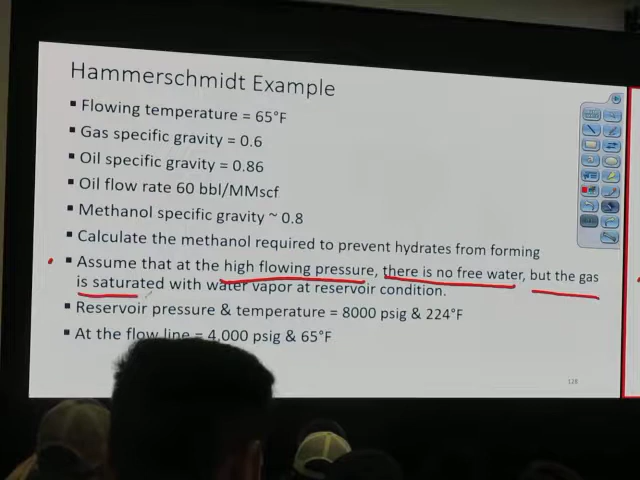 Hammerschmidt Example
▪ Flowing temperature = 65°F
▪ Gas specific gravity = 0.6
▪ Oil specific gravity = 0.86
▪ Oil flow rate 60 bbl/MMscf
▪ Methanol specific gravity ~ 0.8
▪ Calculate the methanol required to prevent hydrates from forming
▪ Assume that at the high flowing pressure, there is no free water, but the gas
is saturated with water vapor at reservoir condition.
▪ Reservoir pressure & temperature = 8000 psig & 224°F
▪ At the flow line = 4,000 psig & 65°F
128